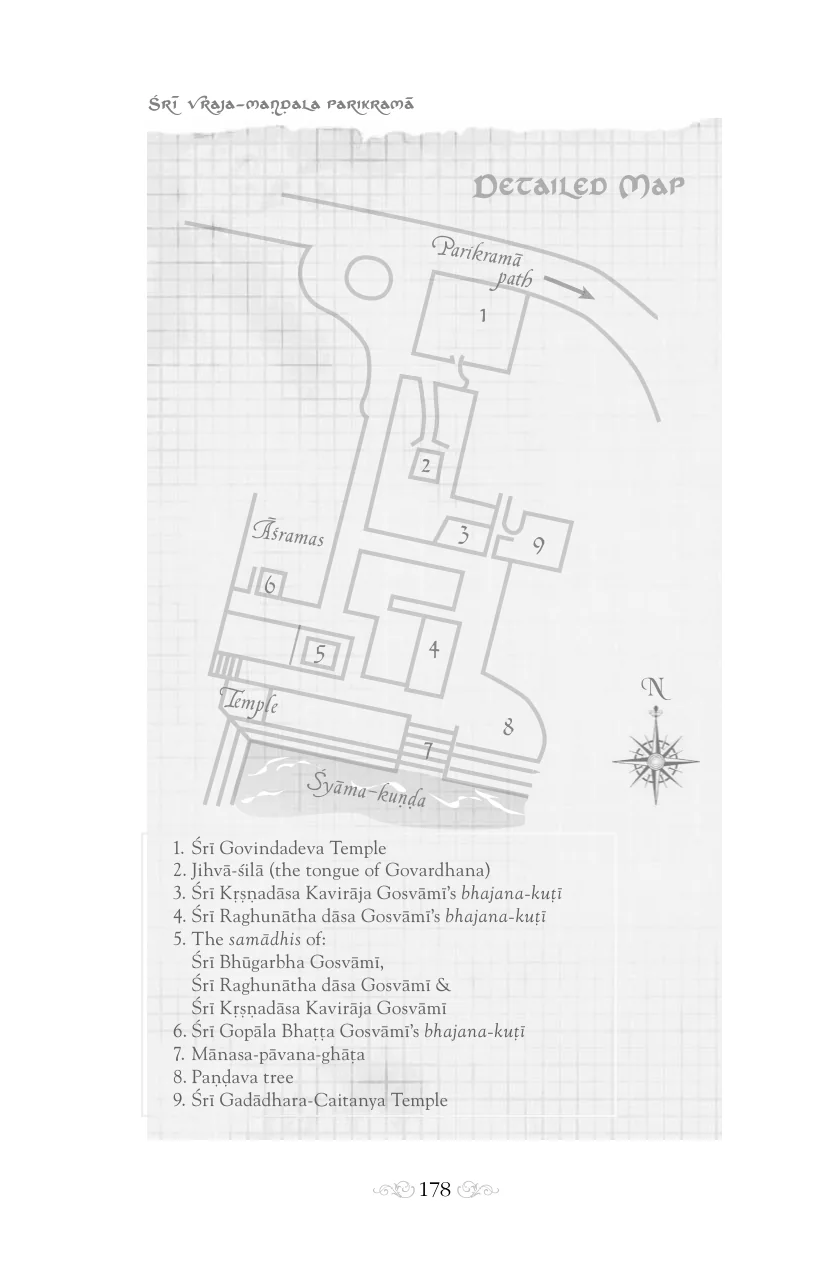 Śrī Vraja-maṇḍala Parikramā
Detailed Map
Parikramā
path
1
2
3
9
Āśramas
6
5
4
Temple
8
7
Śyāma-kuṇḍa
N
1. Śrī Govindadeva Temple
2. Jihvā-śilā (the tongue of Govardhana)
3. Śrī Kṛṣṇadāsa Kavirāja Gosvāmī’s bhajana-kuṭī
4. Śrī Raghunātha dāsa Gosvāmī’s bhajana-kuṭī
5. The samādhis of:
Śrī Bhūgarbha Gosvāmī,
Śrī Raghunātha dāsa Gosvāmī &
Śrī Kṛṣṇadāsa Kavirāja Gosvāmī
6. Śrī Gopāla Bhaṭṭa Gosvāmī’s bhajana-kuṭī
7. Mānasa-pāvana-ghāṭa
8. Paṇḍava tree
9. Śrī Gadādhara-Caitanya Temple
178